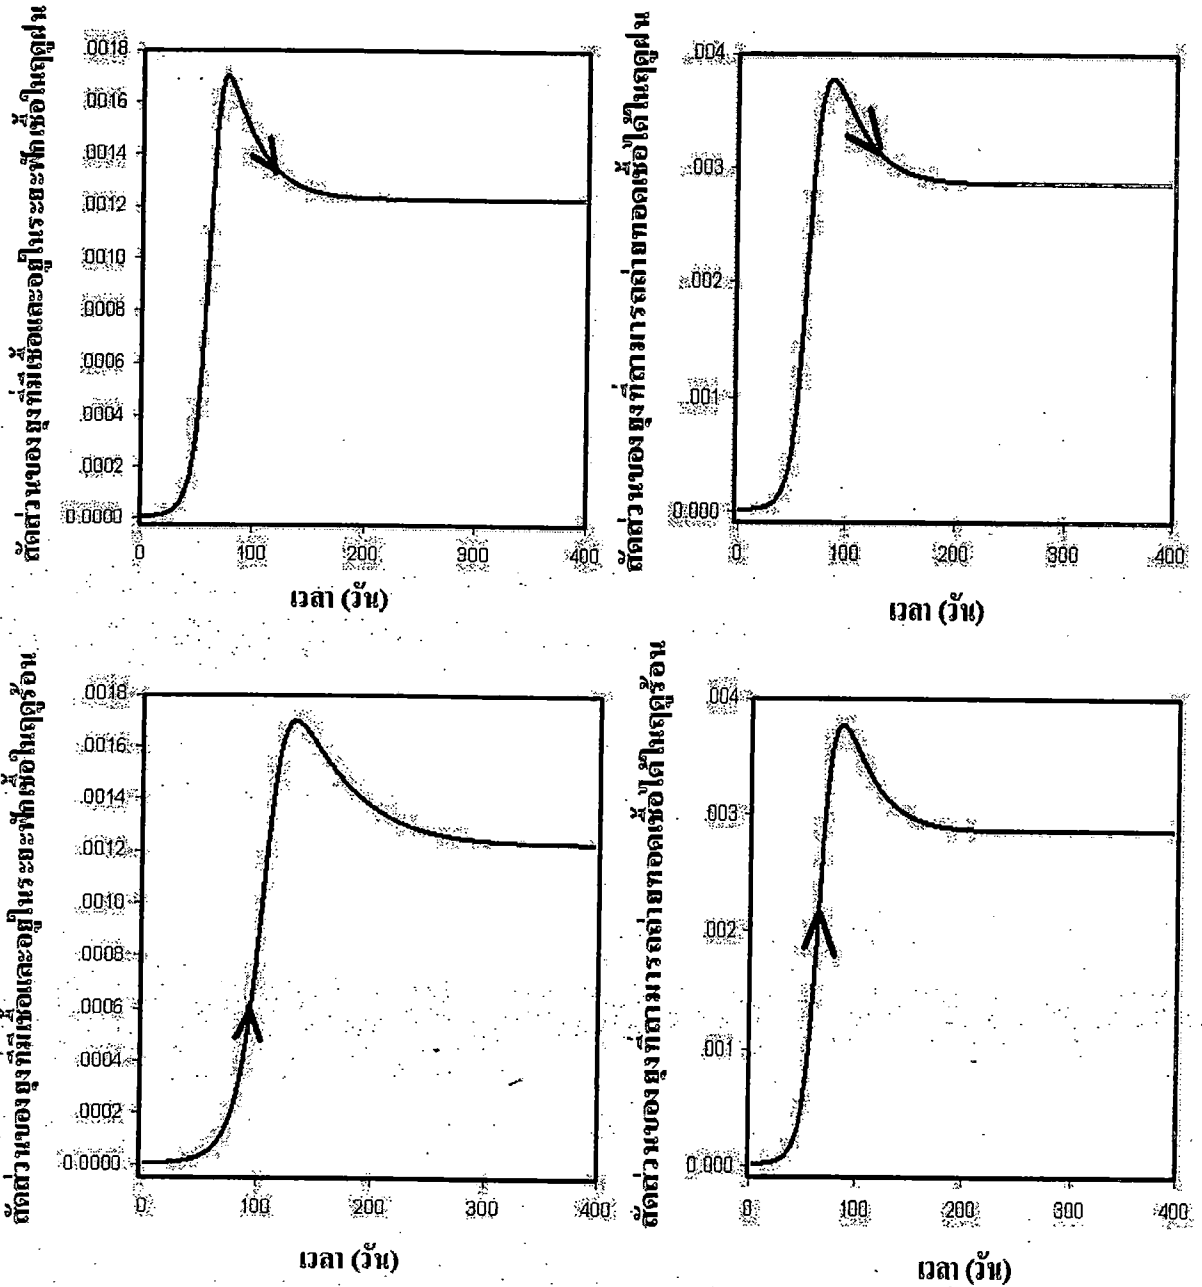 สัดส่วนของยุงที่มีเชื้อและอยู่ในระยะฟักเชื้อในฤดูฝน
.0018
.0016
.0014
.0012
.0010
.0008
.0006
.0004
.0002
0.0000
0 100 200 300 400
เวลา (วัน)
สัดส่วนของยุงที่สามารถถ่ายทอดเชื้อได้ในฤดูฝน
.004
.003
.002
.001
0.000
0 100 200 300 400
เวลา (วัน)
สัดส่วนของยุงที่มีเชื้อและอยู่ในระยะฟักเชื้อในฤดูร้อน
.0018
.0016
.0014
.0012
.0010
.0008
.0006
.0004
.0002
0.0000
0 100 200 300 400
เวลา (วัน)
สัดส่วนของยุงที่สามารถถ่ายทอดเชื้อได้ในฤดูร้อน
.004
.003
.002
.001
0.000
0 100 200 300 400
เวลา (วัน)